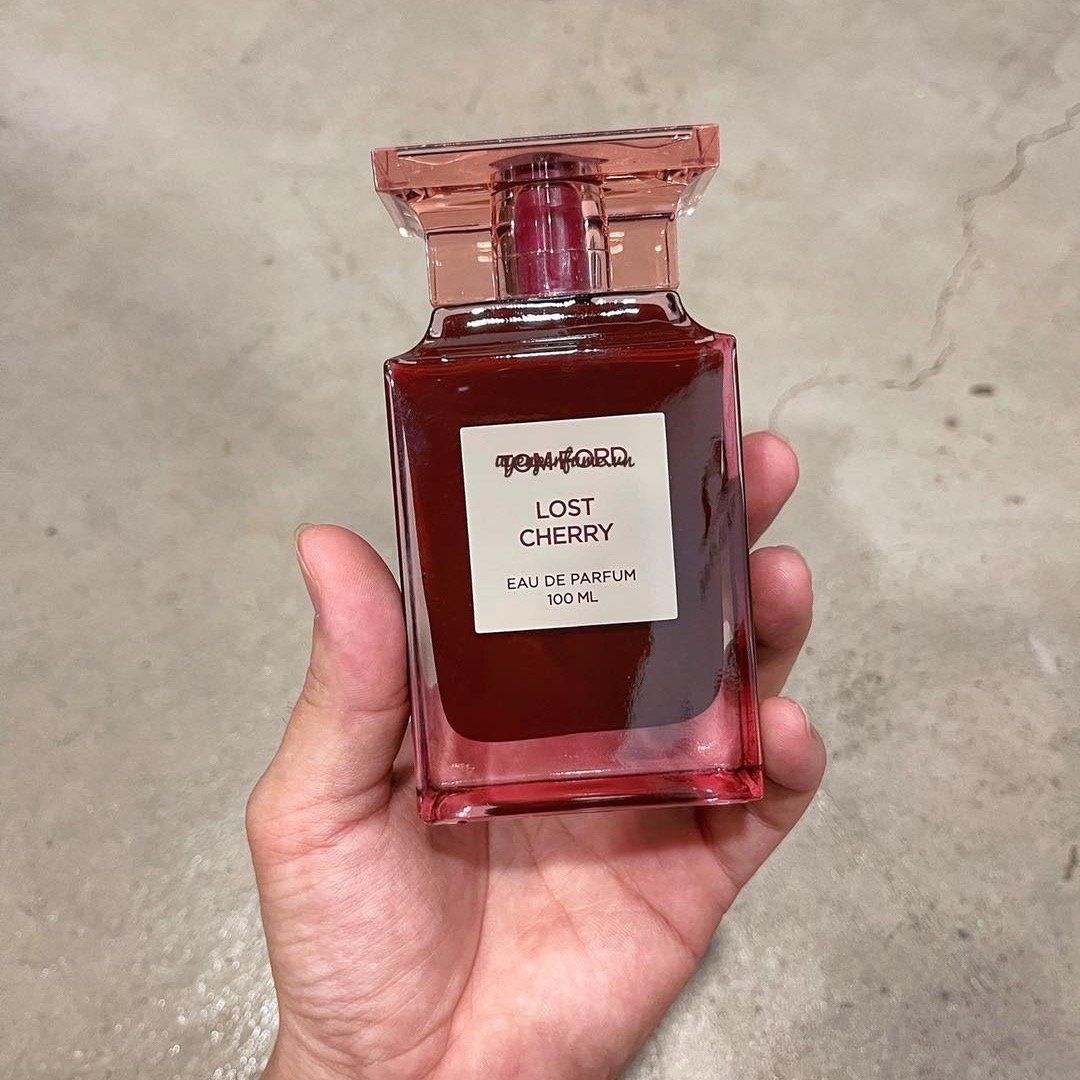 TOM FORD
LOST
CHERRY
EAU DE PARFUM
100 ML